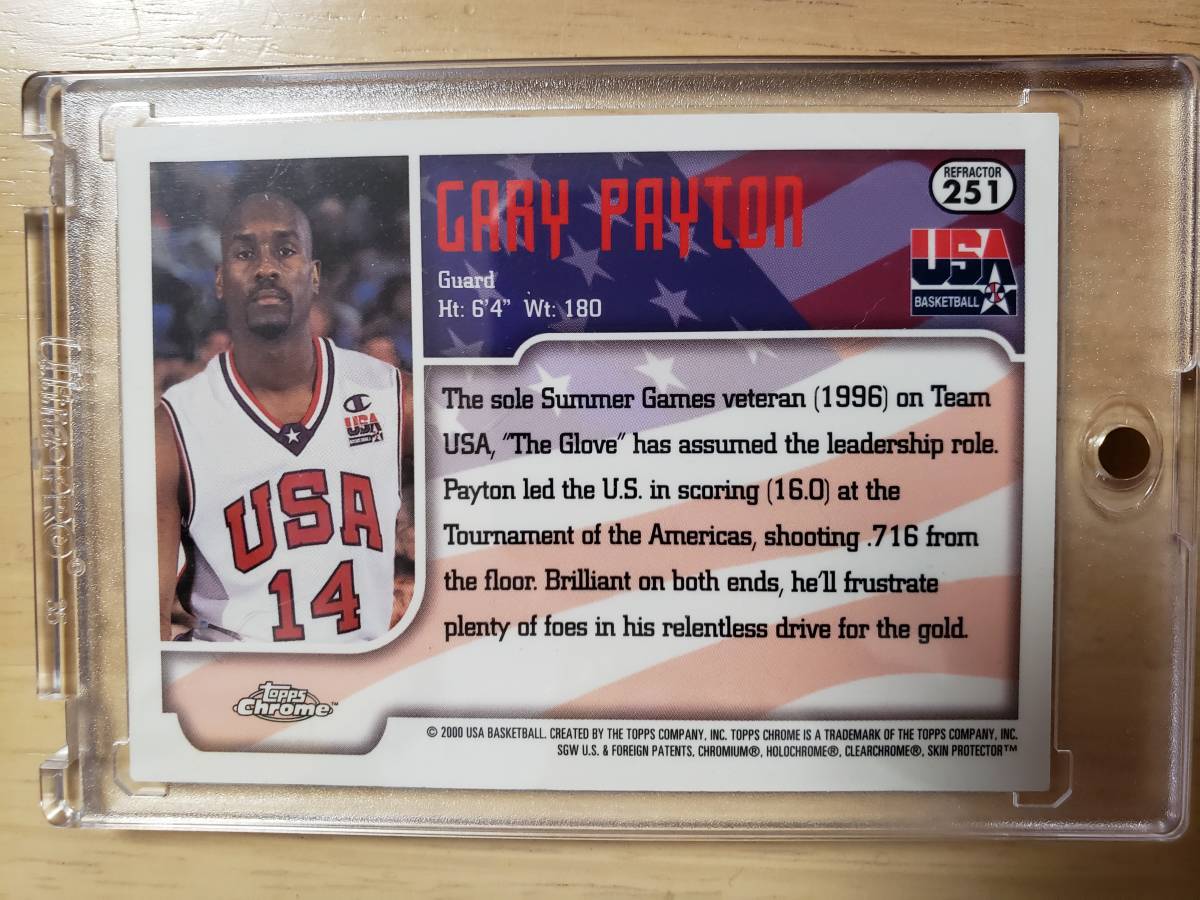 GARY PAYTON
Guard
Ht: 6'4" Wt: 180
REFRACTOR
251
USA
BASKETBALL
USA
USA
14
The sole Summer Games veteran (1996) on Team
USA, "The Glove" has assumed the leadership role.
Payton led the U.S. in scoring (16.0) at the
Tournament of the Americas, shooting .716 from
the floor. Brilliant on both ends, he'll frustrate
plenty of foes in his relentless drive for the gold.
Topps
Chrome™
© 2000 USA BASKETBALL. CREATED BY THE TOPPS COMPANY, INC. TOPPS CHROME IS A TRADEMARK OF THE TOPPS COMPANY, INC.
SGW U.S. & FOREIGN PATENTS, CHROMIUM®, HOLOCHROME®, CLEARCHROME®, SKIN PROTECTOR™